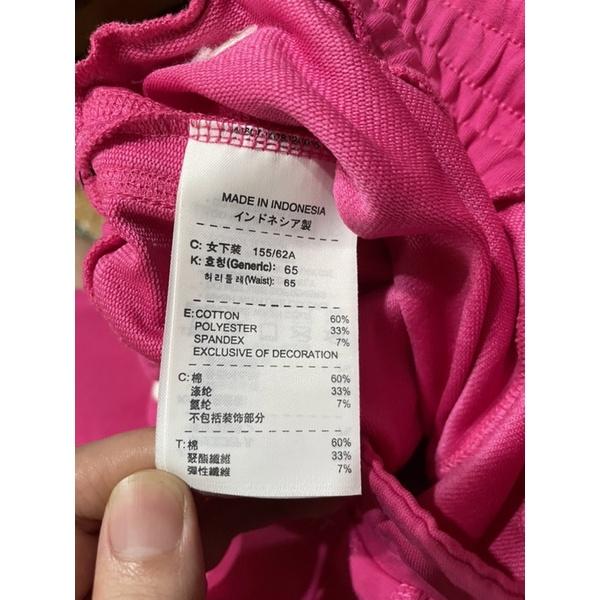 MADE IN INDONESIA
インドネシア製
C: 女下装 155/62A
K: 호칭(Generic): 65
허리둘레(Waist): 65
E: COTTON 60%
POLYESTER 33%
SPANDEX 7%
EXCLUSIVE OF DECORATION
C: 棉 60%
涤纶 33%
氨纶 7%
不包括装饰部分
T: 棉 60%
聚酯纖維 33%
彈性纖維 7%